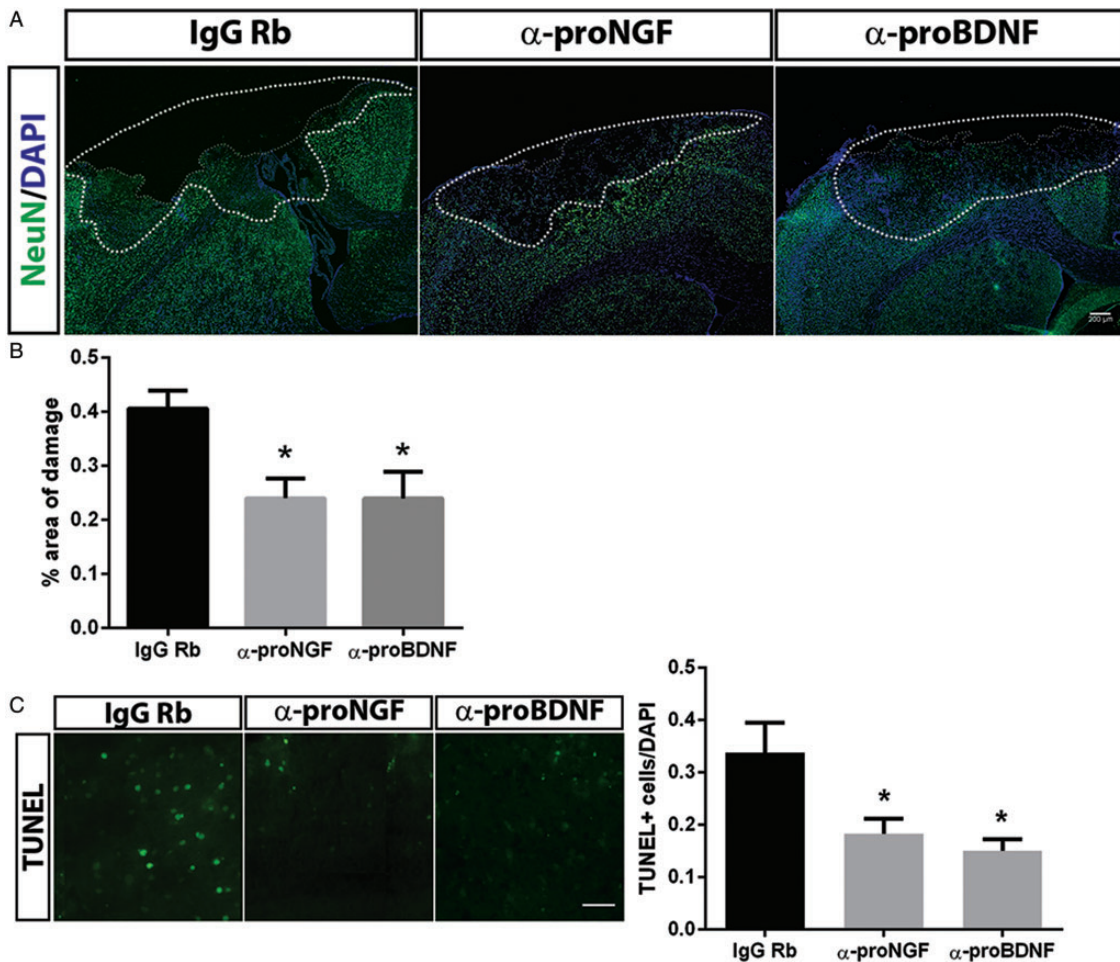 A
IgG Rb
α-proNGF
α-proBDNF
NeuN/DAPI
200 µm
B
% area of damage
0.5
0.4
0.3
0.2
0.1
0.0
*
*
IgG Rb
α-proNGF
α-proBDNF
C
IgG Rb
α-proNGF
α-proBDNF
TUNEL
TUNEL+ cells/DAPI
0.5
0.4
0.3
0.2
0.1
0.0
*
*
IgG Rb
α-proNGF
α-proBDNF